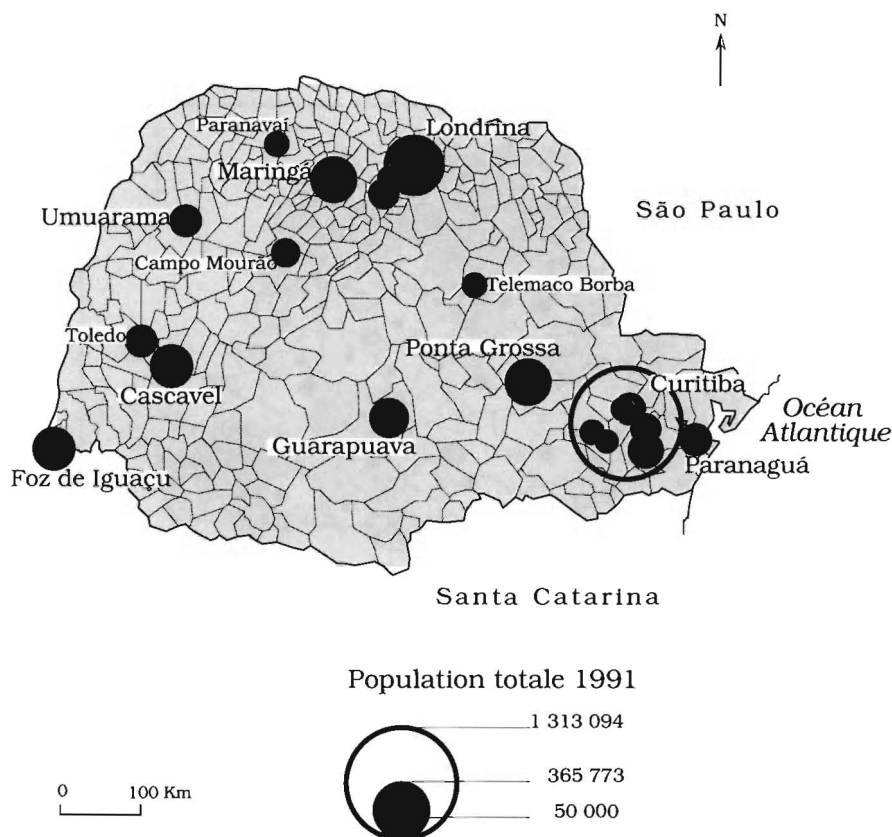 N
Paranavaí
Londrina
Maringá
Umuarama
São Paulo
Campo Mourão
Telemaco Borba
Toledo
Ponta Grossa
Cascavel
Curitiba
Océan
Atlantique
Guarapuava
Paranaguá
Foz de Iguaçu
Santa Catarina
Population totale 1991
1 313 094
365 773
50 000
0 100 Km